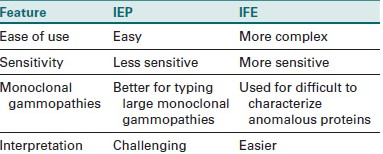 Feature IEP IFE
Ease of use Easy More complex
Sensitivity Less sensitive More sensitive
Monoclonal Better for typing Used for difficult to
gammopathies large monoclonal characterize
gammopathies anomalous proteins
Interpretation Challenging Easier